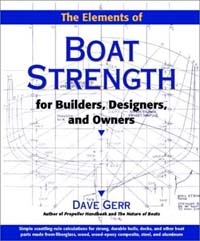 The Elements of
BOAT
STRENGTH
for Builders, Designers,
and Owners
DAVE GERR
Author of Propeller Handbook and The Nature of Boats
Simple scantling-rule calculations for strong, durable hulls, decks, and other boat
parts made from fiberglass, wood, wood-epoxy composite, steel, and aluminum